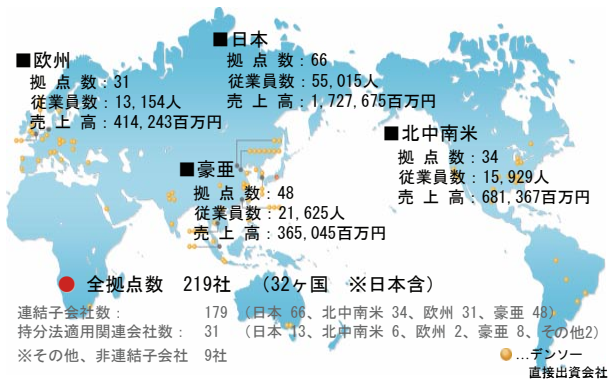 ■日本
拠 点 数：66
従業員数：55,015人
売 上 高：1,727,675百万円
■欧州
拠 点 数：31
従業員数：13,154人
売 上 高：414,243百万円
■北中南米
拠 点 数：34
従業員数：15,929人
売 上 高：681,367百万円
■豪亜
拠 点 数：48
従業員数：21,625人
売 上 高：365,045百万円
● 全拠点数 219社 （32ヶ国 ※日本含）
連結子会社数： 179 （日本 66、北中南米 34、欧州 31、豪亜 48）
持分法適用関連会社数： 31 （日本 13、北中南米 6、欧州 2、豪亜 8、その他2）
※その他、非連結子会社 9社
…デンソー
直接出資会社